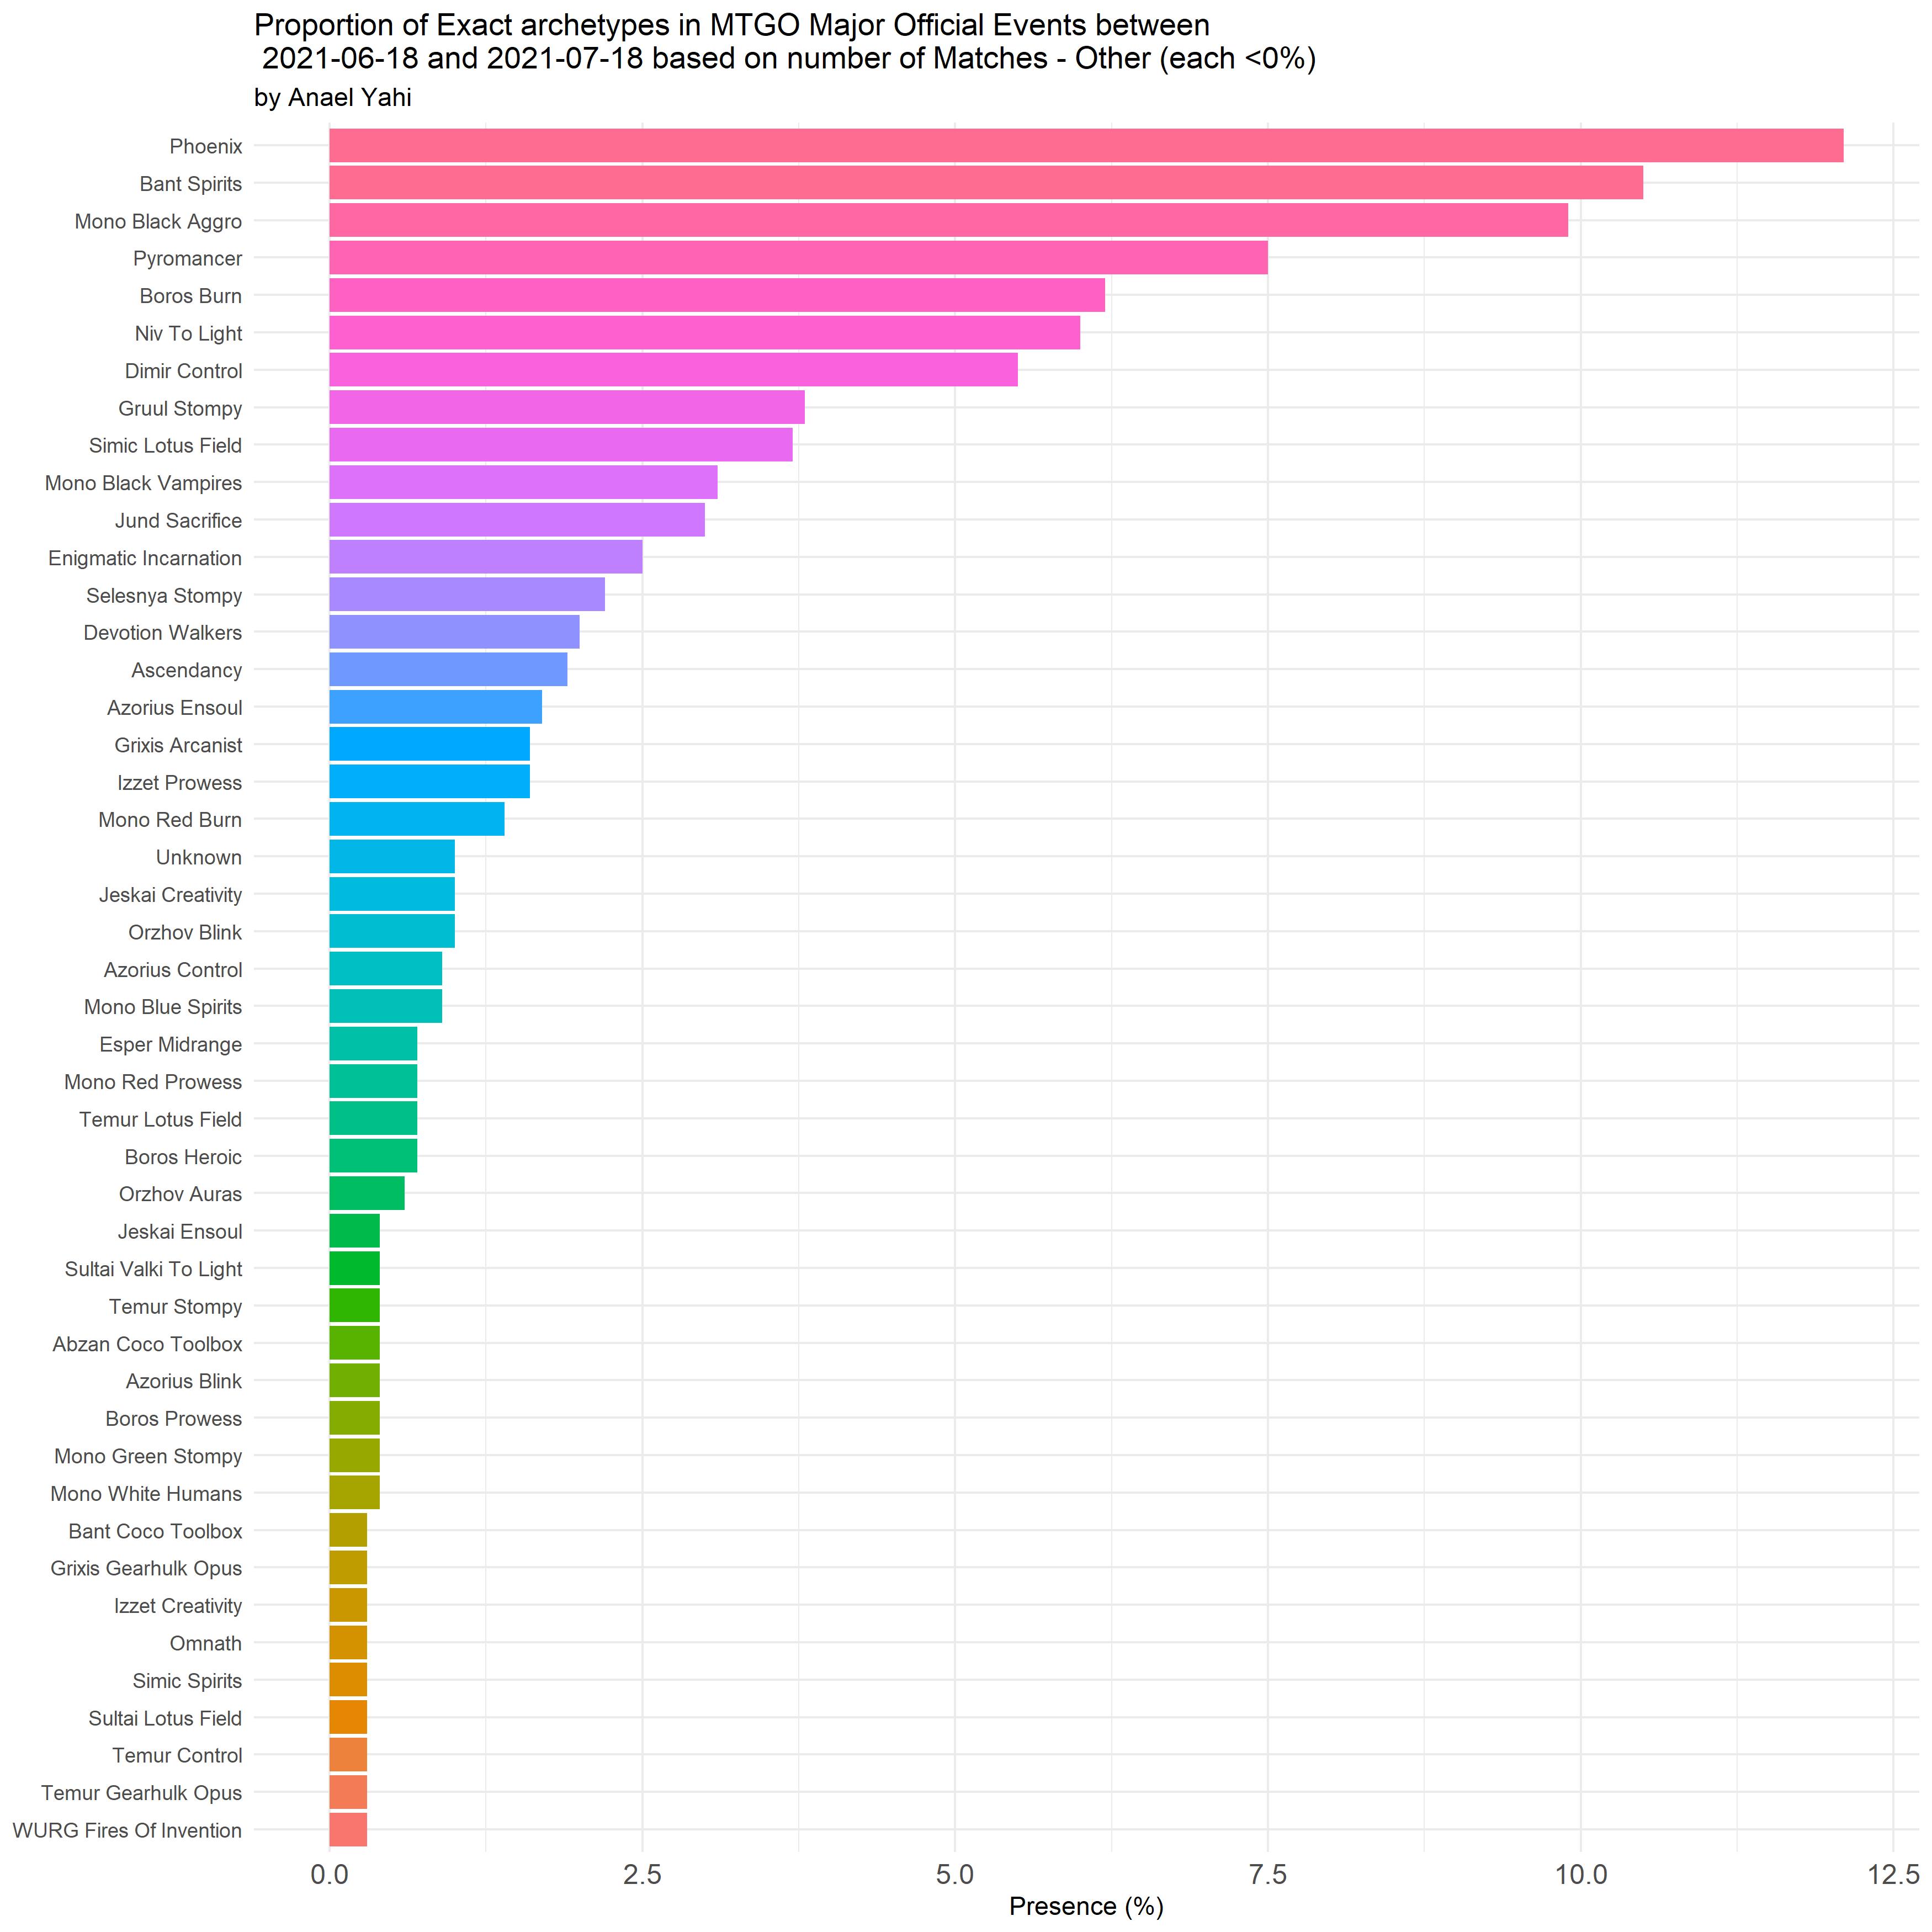 Proportion of Exact archetypes in MTGO Major Official Events between
2021-06-18 and 2021-07-18 based on number of Matches - Other (each <0%)
by Anael Yahi
Phoenix
Bant Spirits
Mono Black Aggro
Pyromancer
Boros Burn
Niv To Light
Dimir Control
Gruul Stompy
Simic Lotus Field
Mono Black Vampires
Jund Sacrifice
Enigmatic Incarnation
Selesnya Stompy
Devotion Walkers
Ascendancy
Azorius Ensoul
Grixis Arcanist
Izzet Prowess
Mono Red Burn
Unknown
Jeskai Creativity
Orzhov Blink
Azorius Control
Mono Blue Spirits
Esper Midrange
Mono Red Prowess
Temur Lotus Field
Boros Heroic
Orzhov Auras
Jeskai Ensoul
Sultai Valki To Light
Temur Stompy
Abzan Coco Toolbox
Azorius Blink
Boros Prowess
Mono Green Stompy
Mono White Humans
Bant Coco Toolbox
Grixis Gearhulk Opus
Izzet Creativity
Omnath
Simic Spirits
Sultai Lotus Field
Temur Control
Temur Gearhulk Opus
WURG Fires Of Invention
0.0 2.5 5.0 7.5 10.0 12.5
Presence (%)